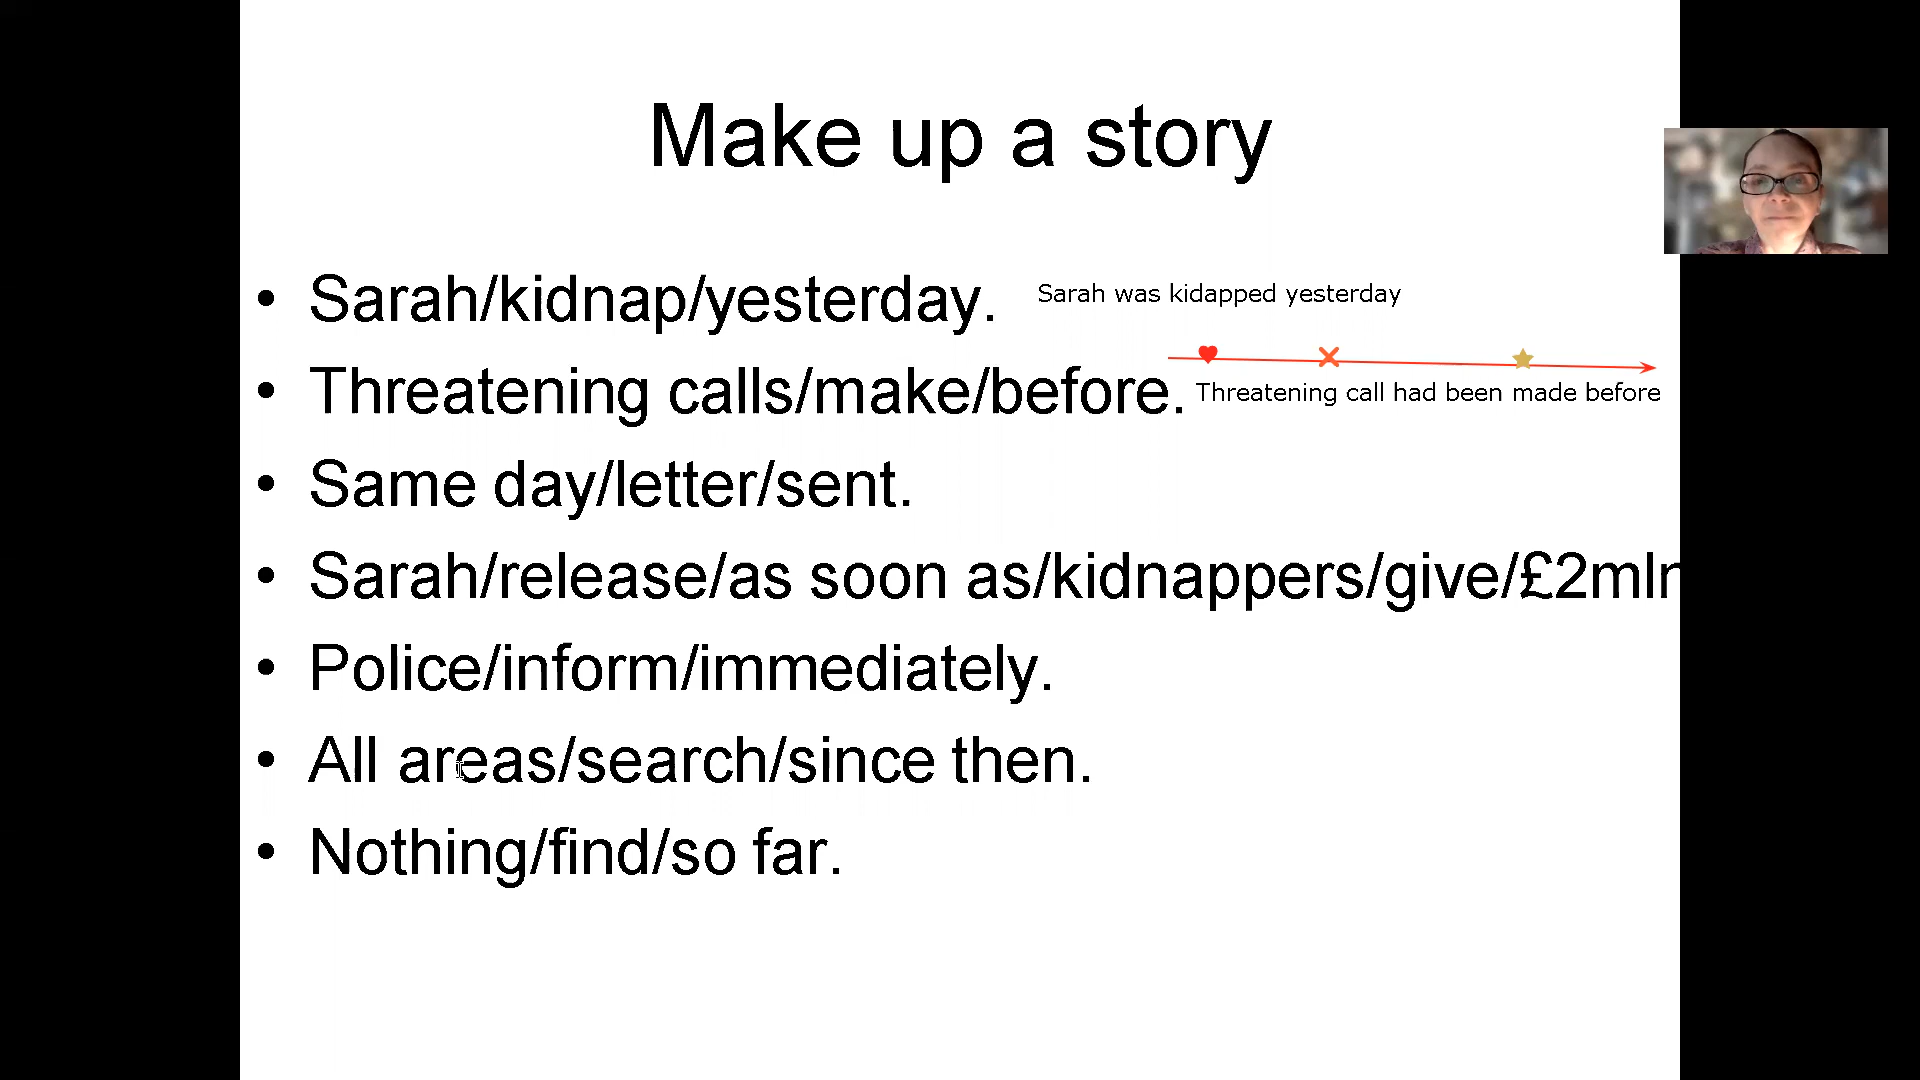 Make up a story
• Sarah/kidnap/yesterday.
Sarah was kidapped yesterday
• Threatening calls/make/before.
Threatening call had been made before
• Same day/letter/sent.
• Sarah/release/as soon as/kidnappers/give/£2mln
• Police/inform/immediately.
• All areas/search/since then.
• Nothing/find/so far.